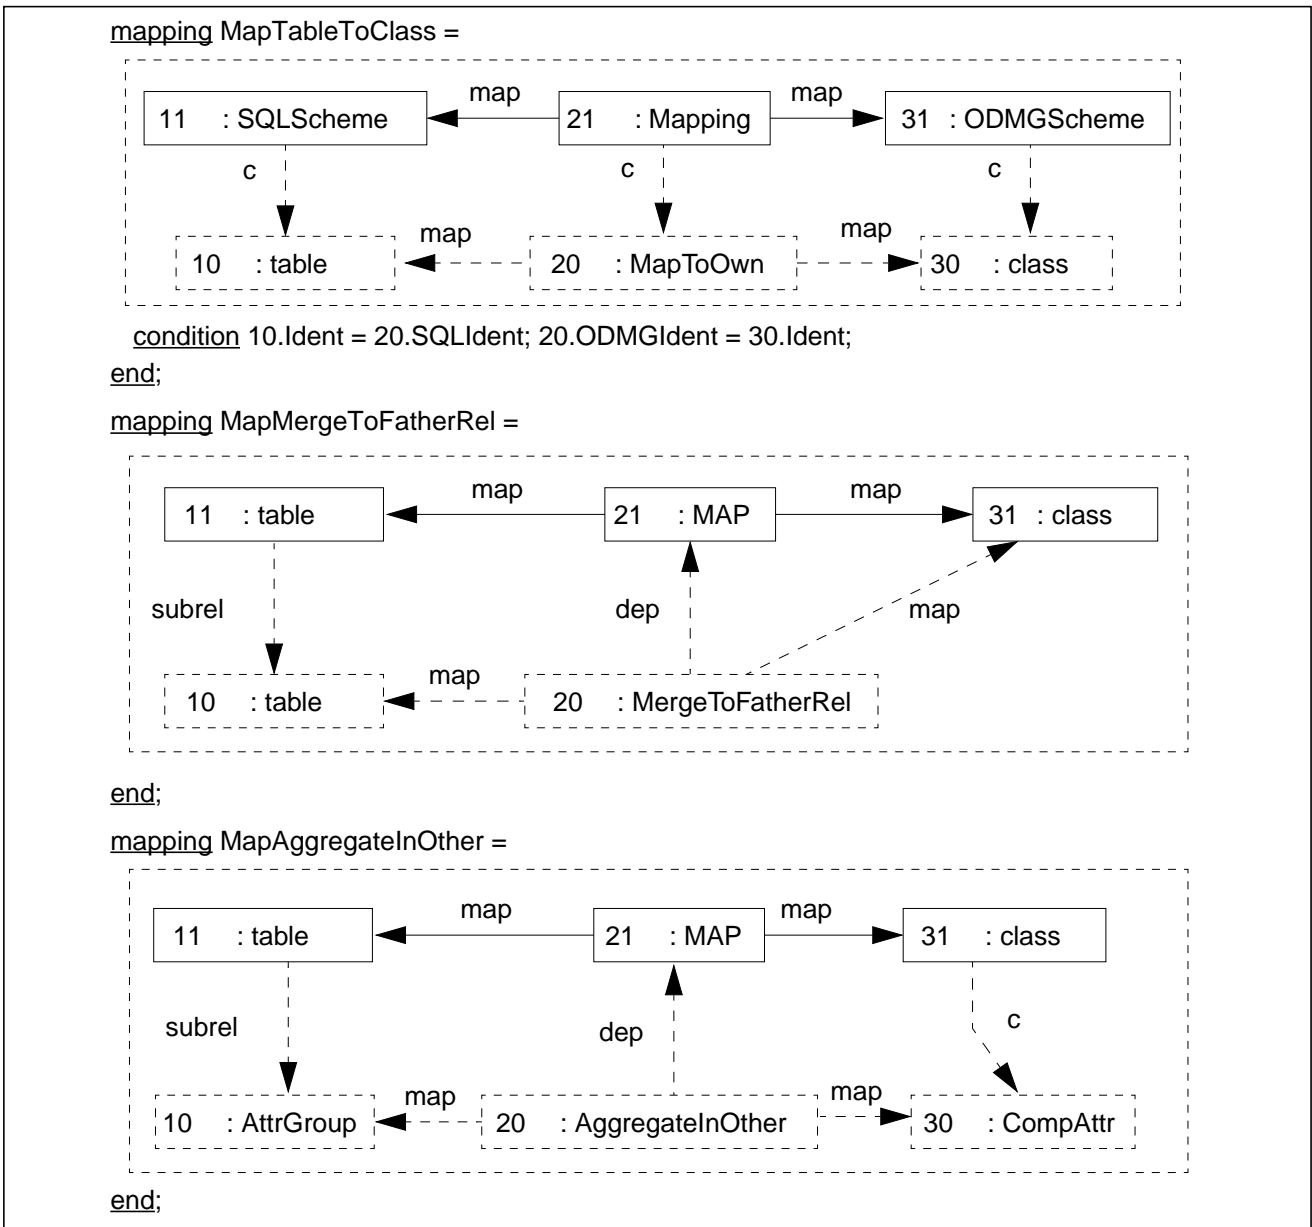 mapping MapTableToClass =
map map
11 : SQLScheme 21 : Mapping 31 : ODMGScheme
c c c
map map
10 : table 20 : MapToOwn 30 : class
condition 10.Ident = 20.SQLIdent; 20.ODMGIdent = 30.Ident;
end;
mapping MapMergeToFatherRel =
map map
11 : table 21 : MAP 31 : class
subrel dep map
map
10 : table 20 : MergeToFatherRel
end;
mapping MapAggregateInOther =
map map
11 : table 21 : MAP 31 : class
subrel dep c
map map
10 : AttrGroup 20 : AggregateInOther 30 : CompAttr
end;